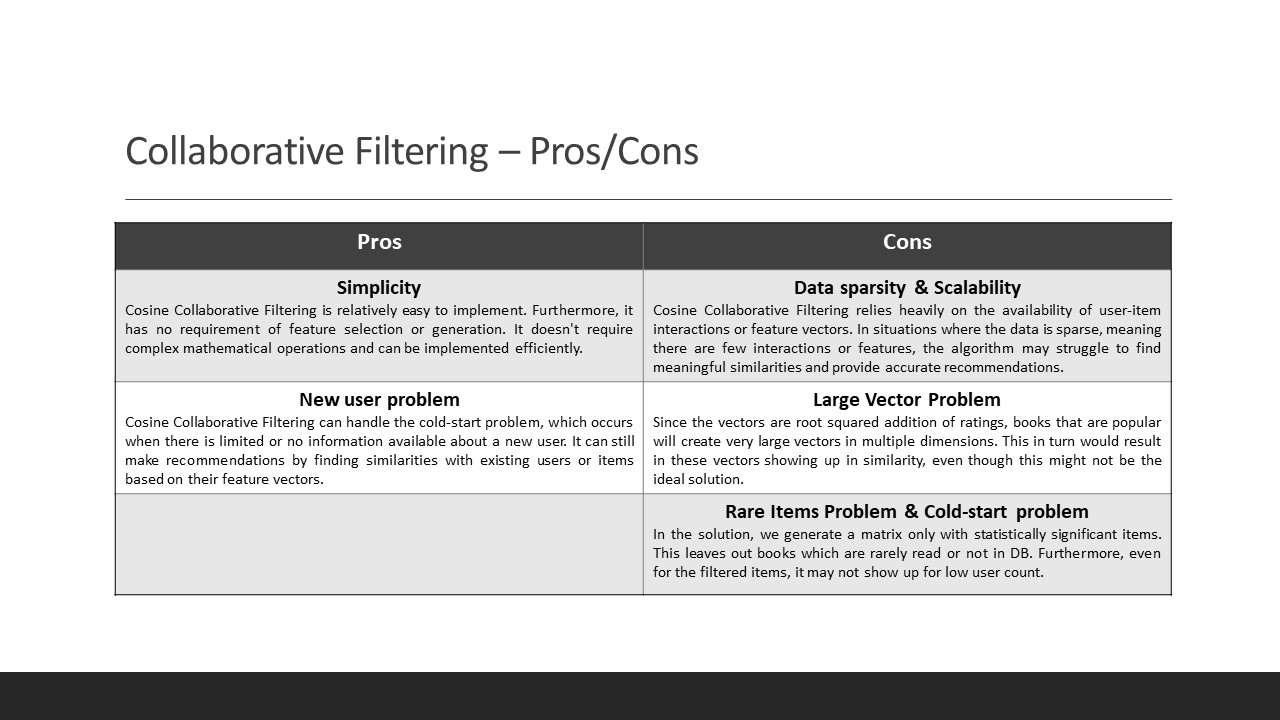 Collaborative Filtering – Pros/Cons
Pros
Cons
Simplicity
Cosine Collaborative Filtering is relatively easy to implement. Furthermore, it
has no requirement of feature selection or generation. It doesn't require
complex mathematical operations and can be implemented efficiently.
Data sparsity & Scalability
Cosine Collaborative Filtering relies heavily on the availability of user-item
interactions or feature vectors. In situations where the data is sparse, meaning
there are few interactions or features, the algorithm may struggle to find
meaningful similarities and provide accurate recommendations.
New user problem
Cosine Collaborative Filtering can handle the cold-start problem, which occurs
when there is limited or no information available about a new user. It can still
make recommendations by finding similarities with existing users or items
based on their feature vectors.
Large Vector Problem
Since the vectors are root squared addition of ratings, books that are popular
will create very large vectors in multiple dimensions. This in turn would result
in these vectors showing up in similarity, even though this might not be the
ideal solution.
Rare Items Problem & Cold-start problem
In the solution, we generate a matrix only with statistically significant items.
This leaves out books which are rarely read or not in DB. Furthermore, even
for the filtered items, it may not show up for low user count.